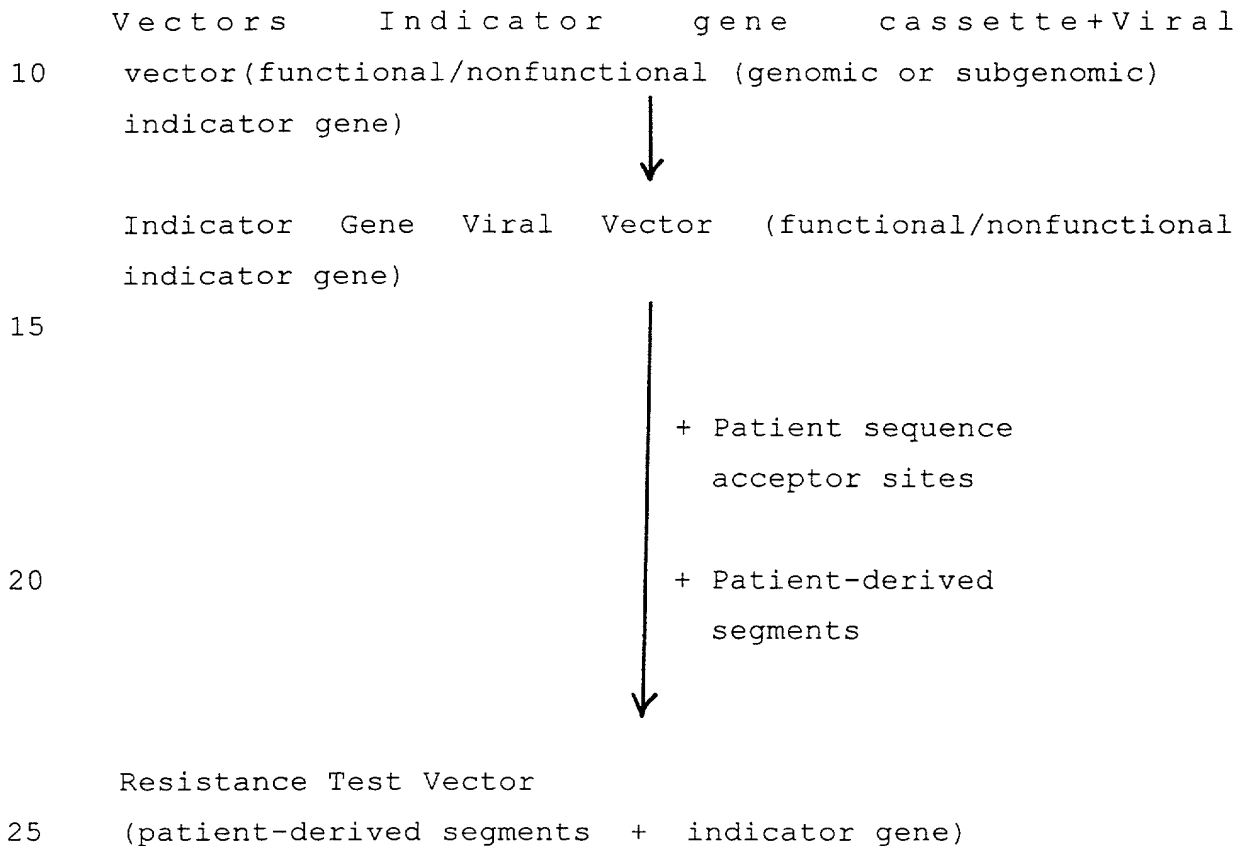 Vectors Indicator gene cassette+Viral
10 vector(functional/nonfunctional (genomic or subgenomic)
indicator gene)
Indicator Gene Viral Vector (functional/nonfunctional
indicator gene)
15
+ Patient sequence
acceptor sites
20 + Patient-derived
segments
Resistance Test Vector
25 (patient-derived segments + indicator gene)